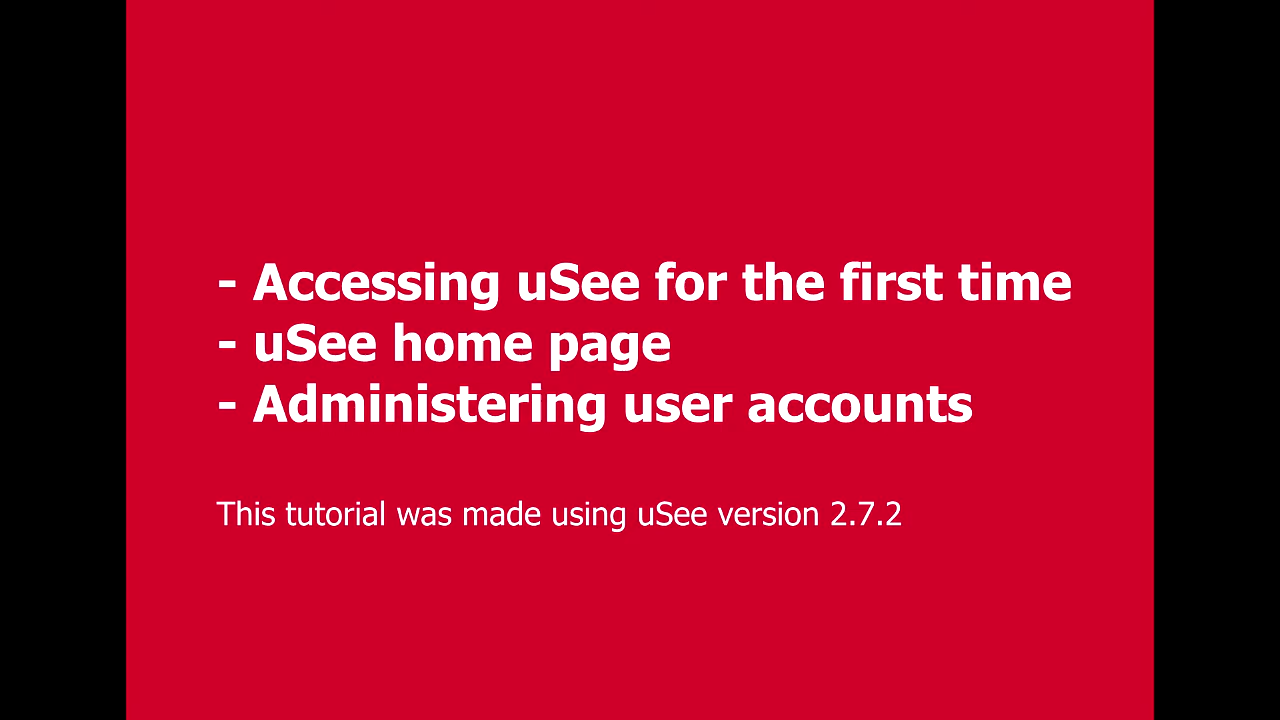 - Accessing uSee for the first time
- uSee home page
- Administering user accounts
This tutorial was made using uSee version 2.7.2